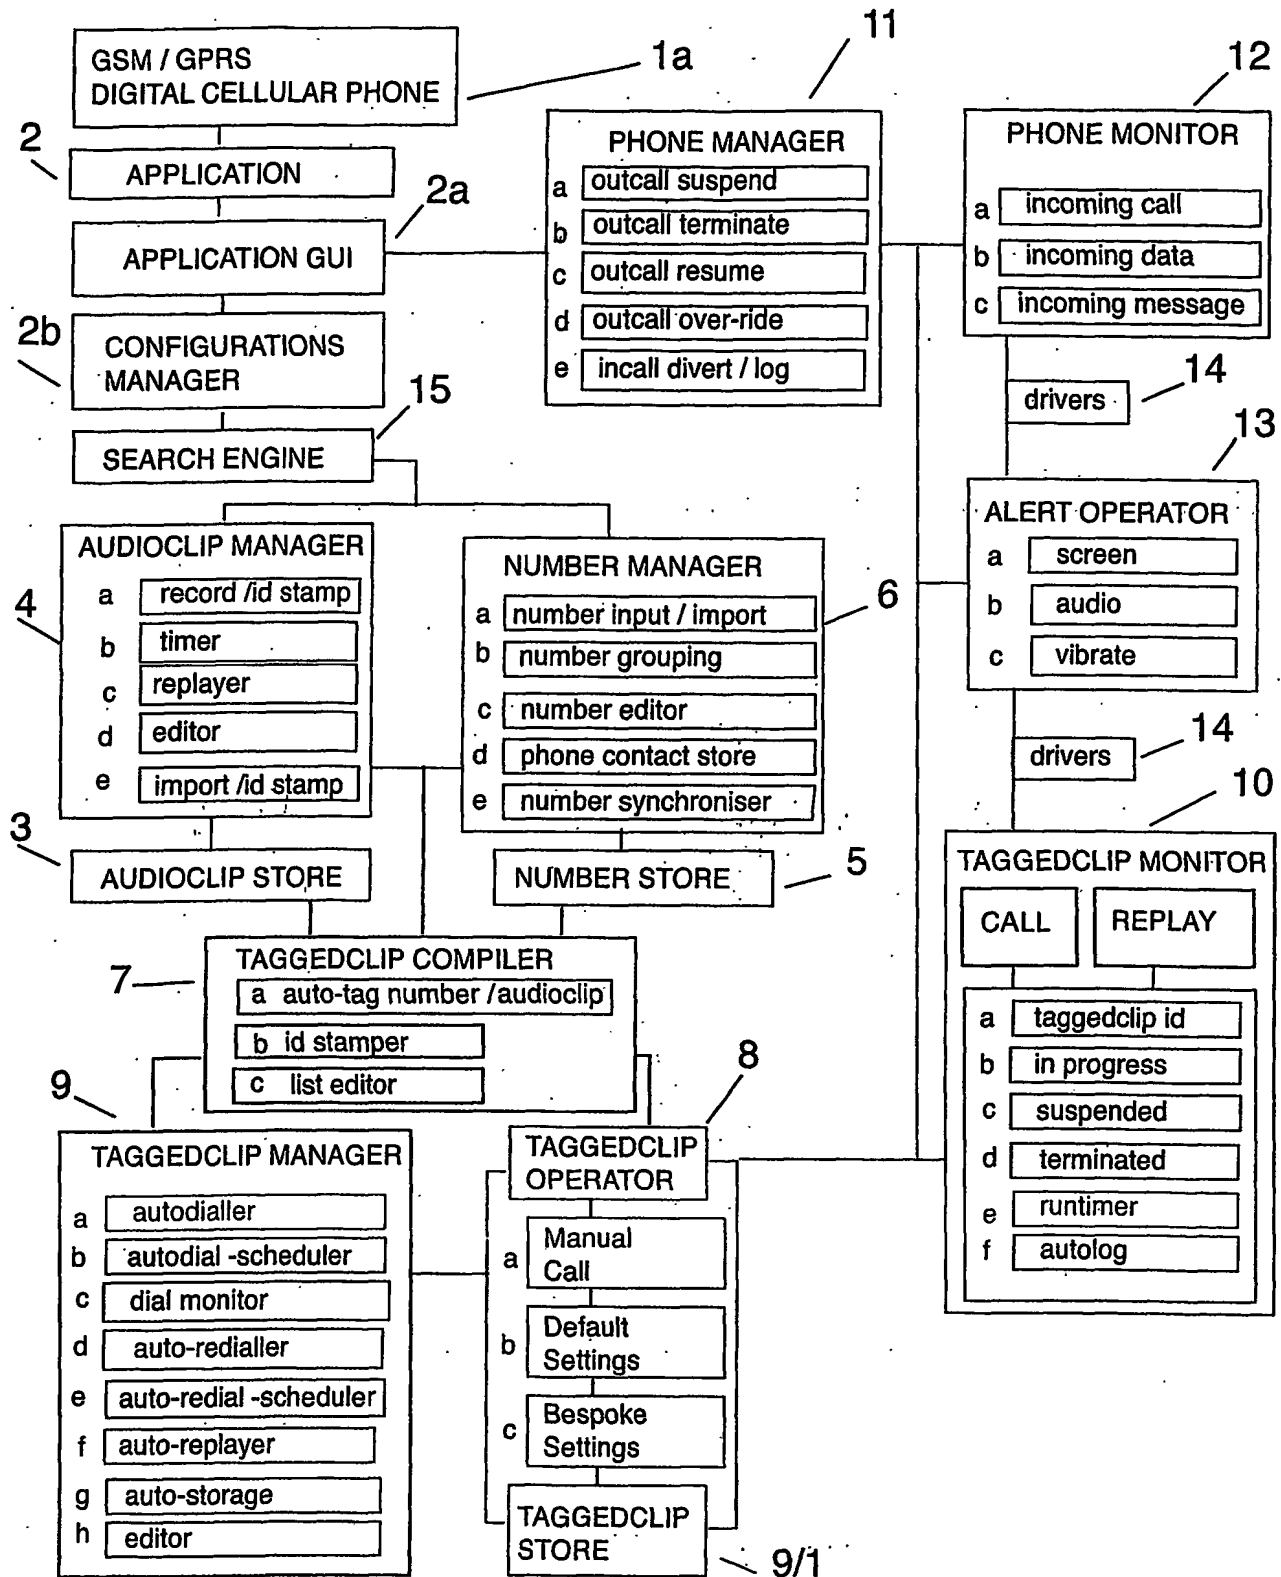 GSM / GPRS
DIGITAL CELLULAR PHONE
1a
2
APPLICATION
2a
APPLICATION GUI
2b
CONFIGURATIONS
MANAGER
15
SEARCH ENGINE
11
PHONE MANAGER
a outcall suspend
b outcall terminate
c outcall resume
d outcall over-ride
e incall divert / log
12
PHONE MONITOR
a incoming call
b incoming data
c incoming message
drivers
14
13
ALERT OPERATOR
a screen
b audio
c vibrate
drivers
14
4
AUDIOCLIP MANAGER
a record /id stamp
b timer
c replayer
d editor
e import /id stamp
NUMBER MANAGER
6
a number input / import
b number grouping
c number editor
d phone contact store
e number synchroniser
3
AUDIOCLIP STORE
NUMBER STORE
5
10
TAGGEDCLIP MONITOR
CALL
REPLAY
a taggedclip id
b in progress
c suspended
d terminated
e runtimer
f autolog
7
TAGGEDCLIP COMPILER
a auto-tag number /audioclip
b id stamper
c list editor
9
TAGGEDCLIP MANAGER
a autodialler
b autodial -scheduler
c dial monitor
d auto-redialler
e auto-redial -scheduler
f auto-replayer
g auto-storage
h editor
8
TAGGEDCLIP
OPERATOR
a Manual
Call
b Default
Settings
c Bespoke
Settings
TAGGEDCLIP
STORE
9/1